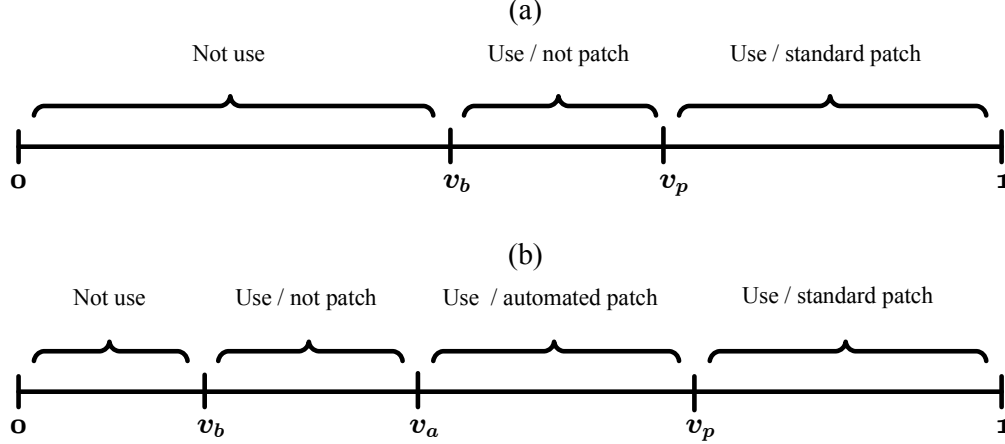 (a)
Not use Use / not patch Use / standard patch
0 v_b v_p 1
(b)
Not use Use / not patch Use / automated patch Use / standard patch
0 v_b v_a v_p 1